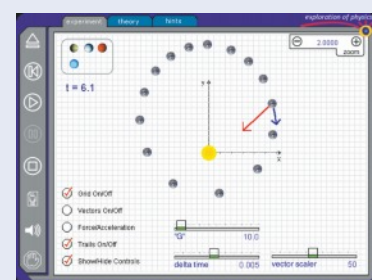 experiment theory hints
exploration of physics
2.0000
zoom
t = 6.1
y
x
Grid On/Off
Vectors On/Off
Force/Acceleration
Trails On/Off
Show/Hide Controls
"G" 10.0
delta time 0.005
vector scaler 50